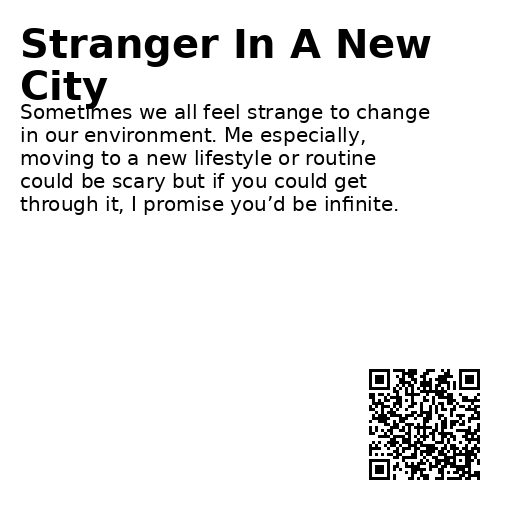 Stranger In A New
City
Sometimes we all feel strange to change
in our environment. Me especially,
moving to a new lifestyle or routine
could be scary but if you could get
through it, I promise you’d be infinite.